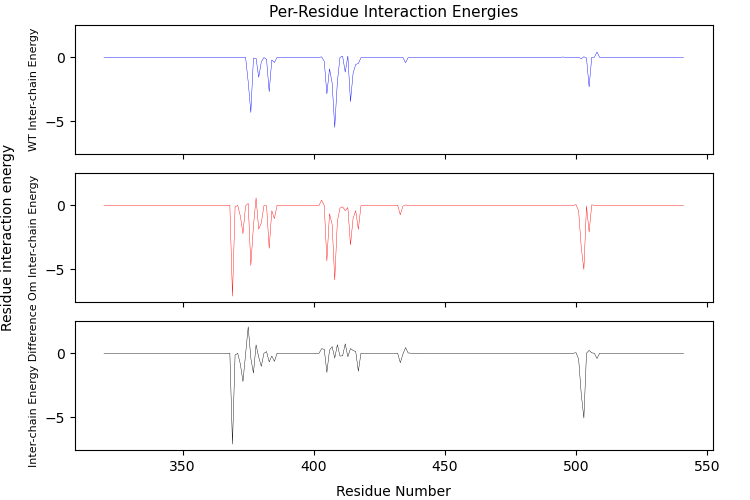 Per-Residue Interaction Energies
WT Inter-chain Energy
0
−5
Om Inter-chain Energy
0
−5
Inter-chain Energy Difference
0
−5
350
400
450
500
550
Residue Number
Residue interaction energy